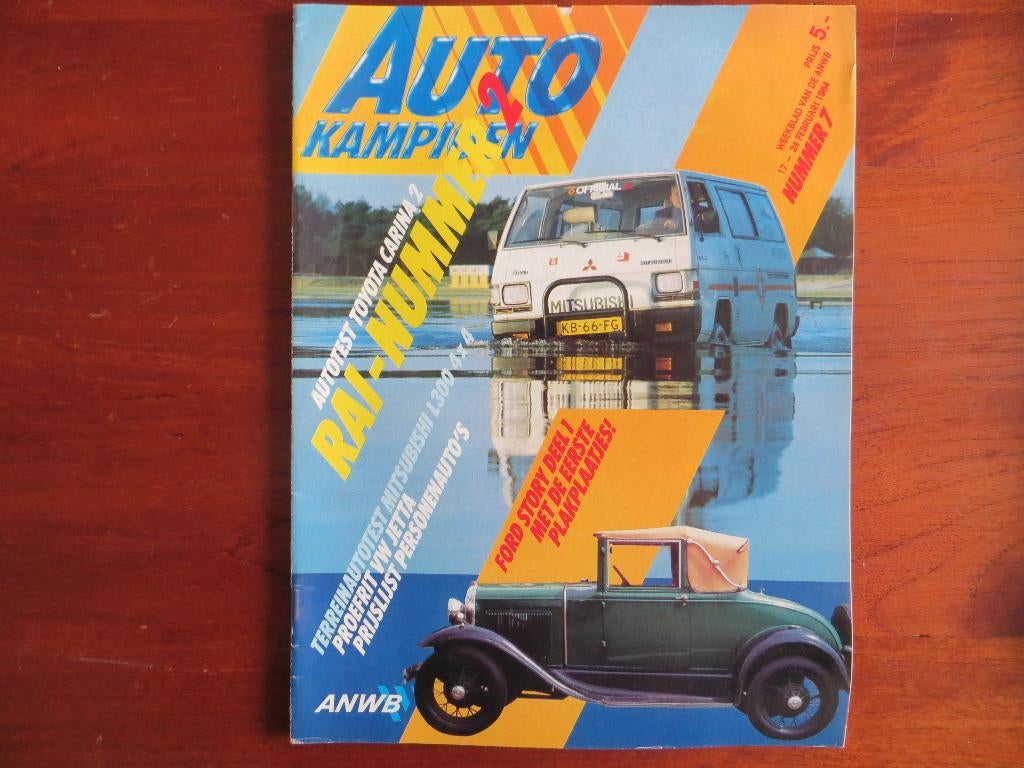 AUTO
KAMPIOEN
PRIJS 5.-
WEEKBLAD VAN DE ANWB
17 - 24 FEBRUARI 1984
NUMMER 7
AUTOTEST TOYOTA CARINA 2
RAI-NUMMER 2
OFFICIAL
MITSUBISHI
MITSUBISHI
KB-66-FG
TERREINAUTOTEST MITSUBISHI L300 4x4
PROEFRIT VW JETTA
PRIJSLIJST PERSONENAUTO'S
FORD STORY DEEL 1
MET DE EERSTE
PLAKPLAATJES!
ANWB